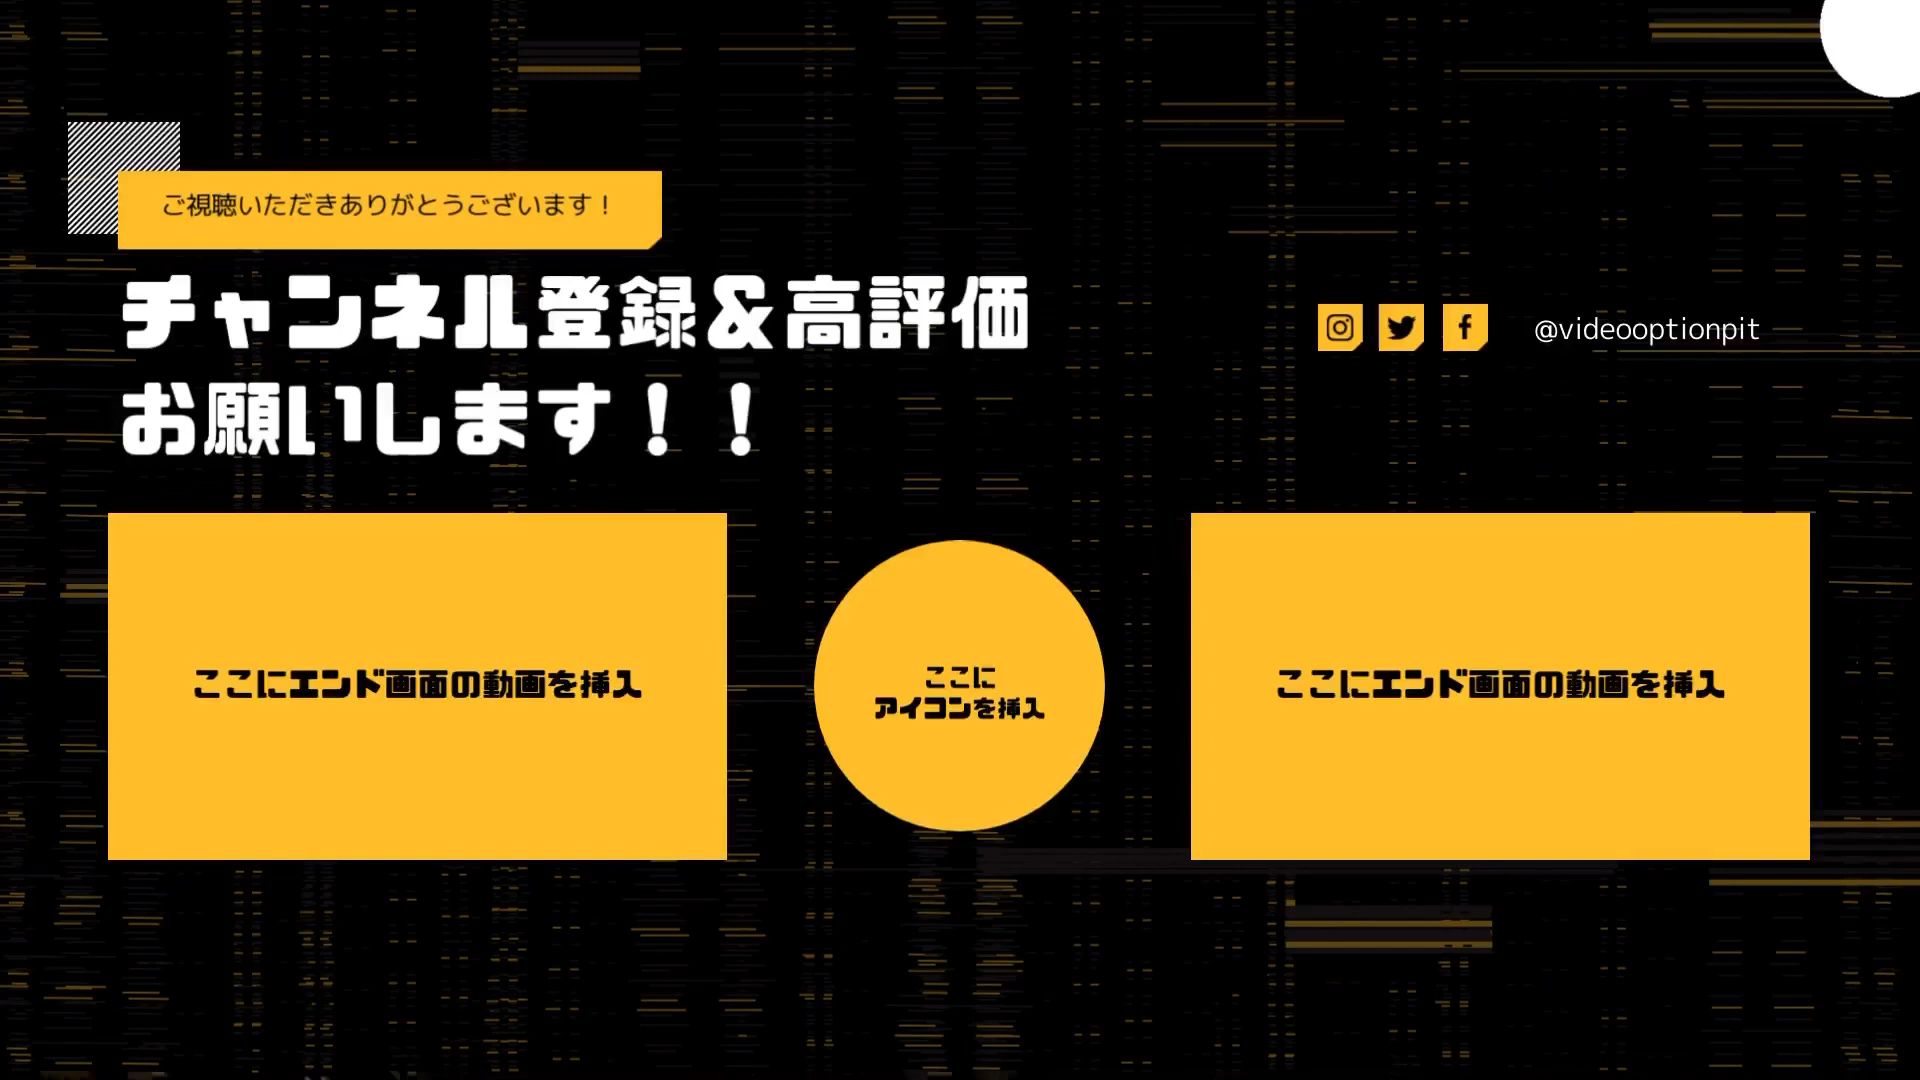 ご視聴いただきありがとうございます！
チャンネル登録&高評価
お願いします！！
@videooptionpit
ここにエンド画面の動画を挿入
ここに
アイコンを挿入
ここにエンド画面の動画を挿入